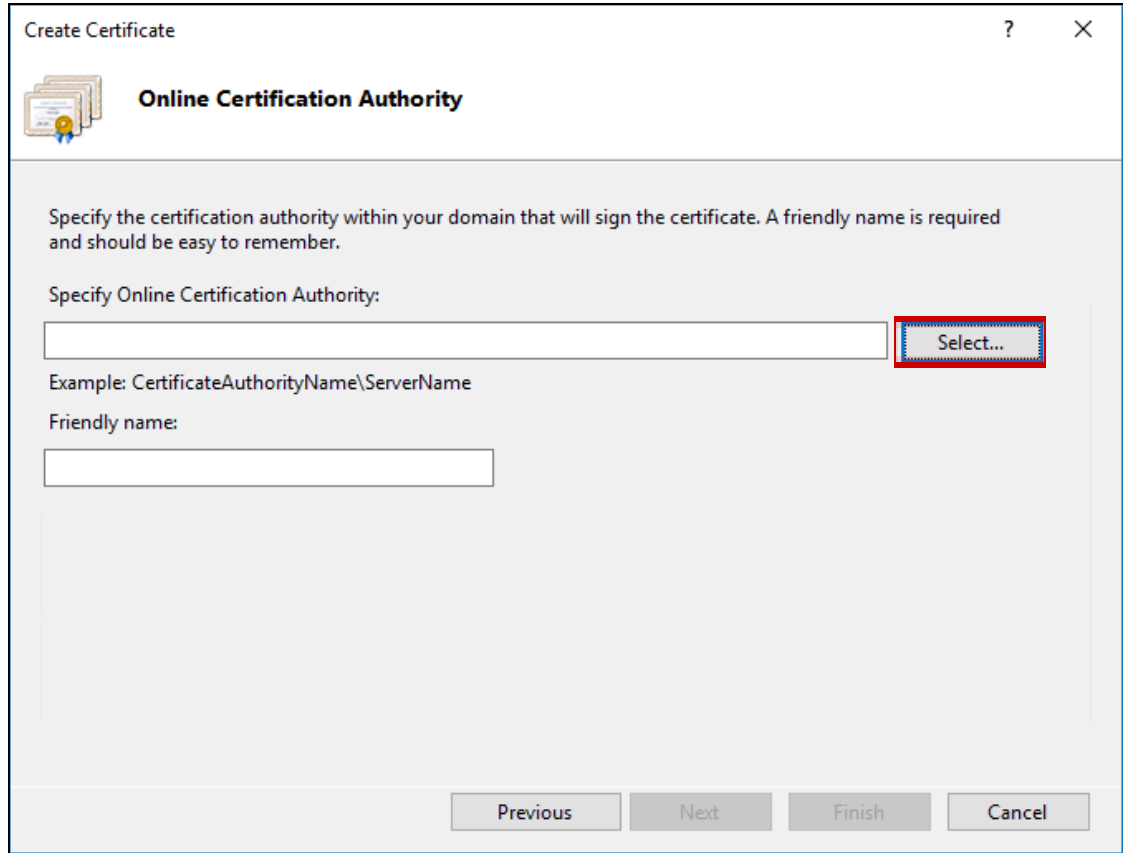 Create Certificate
?
Online Certification Authority
Specify the certification authority within your domain that will sign the certificate. A friendly name is required
and should be easy to remember.
Specify Online Certification Authority:
Select...
Example: CertificateAuthorityName\ServerName
Friendly name:
Previous Next Finish Cancel